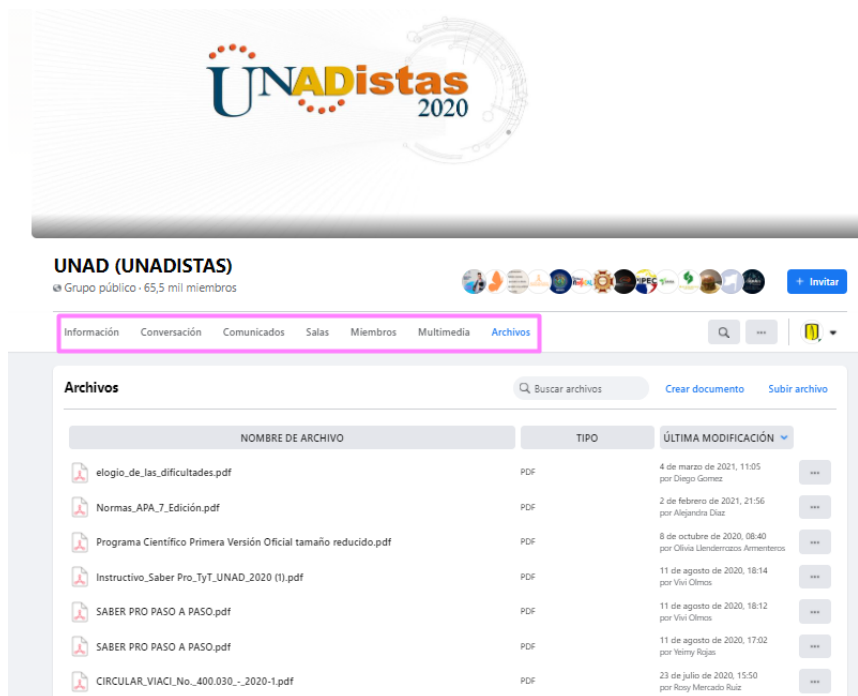 UNADistas
2020
UNAD (UNADISTAS)
Grupo público · 65,5 mil miembros
+ Invitar
Información Conversación Comunicados Salas Miembros Multimedia Archivos
Archivos
Buscar archivos
Crear documento
Subir archivo
NOMBRE DE ARCHIVO TIPO ÚLTIMA MODIFICACIÓN
elogio_de_las_dificultades.pdf PDF 4 de marzo de 2021, 11:05
por Diego Gomez
Normas_APA_7_Edición.pdf PDF 2 de febrero de 2021, 21:56
por Alejandra Diaz
Programa Científico Primera Versión Oficial tamaño reducido.pdf PDF 8 de octubre de 2020, 08:40
por Olivia Llenderrozos Armenteros
Instructivo_Saber Pro_TyT_UNAD_2020 (1).pdf PDF 11 de agosto de 2020, 18:14
por Vivi Olmos
SABER PRO PASO A PASO.pdf PDF 11 de agosto de 2020, 18:12
por Vivi Olmos
SABER PRO PASO A PASO.pdf PDF 11 de agosto de 2020, 17:02
por Yeimy Rojas
CIRCULAR_VIACI_No._400.030_-_2020-1.pdf PDF 23 de julio de 2020, 15:50
por Rosy Mercado Ruiz